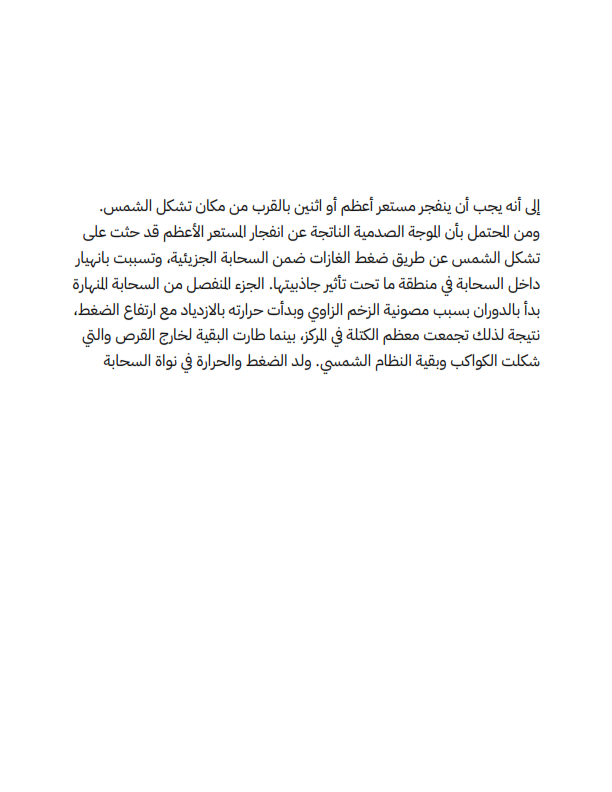 إلى أنه يجب أن ينفجر مستعر أعظم أو اثنين بالقرب من مكان تشكل الشمس.
ومن المحتمل بأن الموجة الصدمية الناتجة عن انفجار المستعر الأعظم قد حثت على
تشكل الشمس عن طريق ضغط الغازات ضمن السحابة الجزيئية، وتسببت بانهيار
داخل السحابة في منطقة ما تحت تأثير جاذبيتها. الجزء المنفصل من السحابة المنهارة
بدأ بالدوران بسبب مصونية الزخم الزاوي وبدأت حرارته بالازدياد مع ارتفاع الضغط،
نتيجة لذلك تجمعت معظم الكتلة في المركز، بينما طارت البقية لخارج القرص والتي
شكلت الكواكب وبقية النظام الشمسي. ولد الضغط والحرارة في نواة السحابة